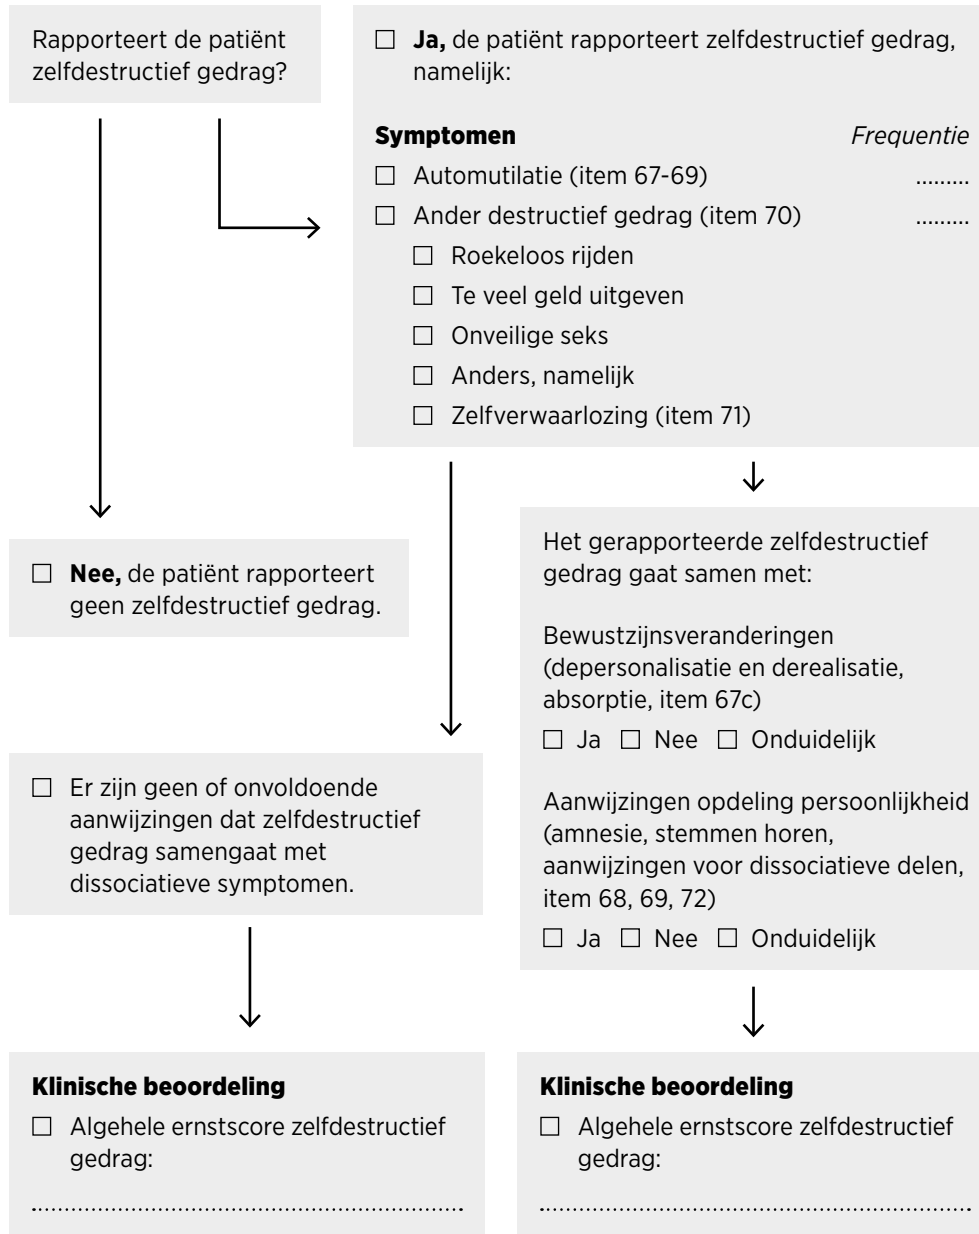 Rapporteert de patiënt
zelfdestructief gedrag?
☐ Ja, de patiënt rapporteert zelfdestructief gedrag,
namelijk:
Symptomen Frequentie
☐ Automutilatie (item 67-69) .........
☐ Ander destructief gedrag (item 70) .........
☐ Roekeloos rijden
☐ Te veel geld uitgeven
☐ Onveilige seks
☐ Anders, namelijk
☐ Zelfverwaarlozing (item 71)
☐ Nee, de patiënt rapporteert
geen zelfdestructief gedrag.
☐ Er zijn geen of onvoldoende
aanwijzingen dat zelfdestructief
gedrag samengaat met
dissociatieve symptomen.
Het gerapporteerde zelfdestructief
gedrag gaat samen met:
Bewustzijnsveranderingen
(depersonalisatie en derealisatie,
absorptie, item 67c)
☐ Ja ☐ Nee ☐ Onduidelijk
Aanwijzingen opdeling persoonlijkheid
(amnesie, stemmen horen,
aanwijzingen voor dissociatieve delen,
item 68, 69, 72)
☐ Ja ☐ Nee ☐ Onduidelijk
Klinische beoordeling
☐ Algehele ernstscore zelfdestructief
gedrag:
..........................................................................
Klinische beoordeling
☐ Algehele ernstscore zelfdestructief
gedrag:
..........................................................................